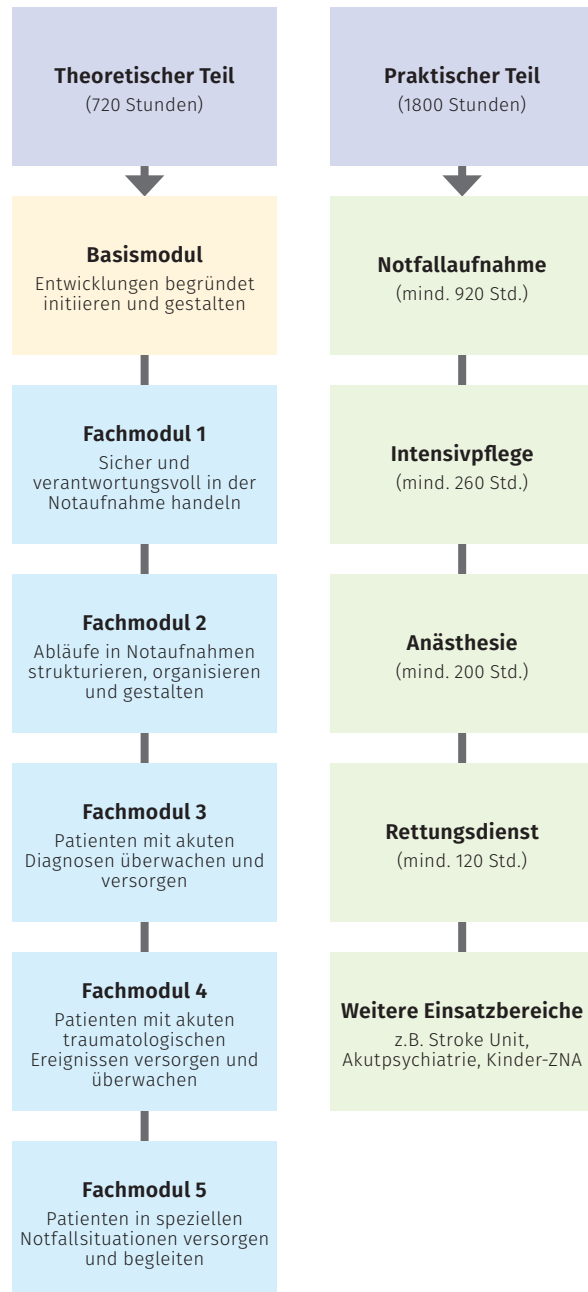 Theoretischer Teil
(720 Stunden)
Basismodul
Entwicklungen begründet
initiieren und gestalten
Fachmodul 1
Sicher und
verantwortungsvoll in der
Notaufnahme handeln
Fachmodul 2
Abläufe in Notaufnahmen
strukturieren, organisieren
und gestalten
Fachmodul 3
Patienten mit akuten
Diagnosen überwachen und
versorgen
Fachmodul 4
Patienten mit akuten
traumatologischen
Ereignissen versorgen und
überwachen
Fachmodul 5
Patienten in speziellen
Notfallsituationen versorgen
und begleiten
Praktischer Teil
(1800 Stunden)
Notfallaufnahme
(mind. 920 Std.)
Intensivpflege
(mind. 260 Std.)
Anästhesie
(mind. 200 Std.)
Rettungsdienst
(mind. 120 Std.)
Weitere Einsatzbereiche
z.B. Stroke Unit,
Akutpsychiatrie, Kinder-ZNA